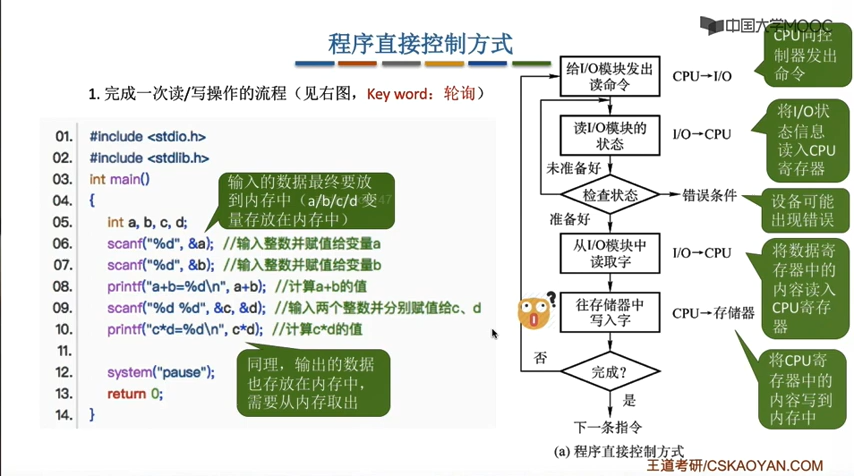 中国大学MOOC
程序直接控制方式
1. 完成一次读/写操作的流程（见右图，Key word：轮询）
01. #include <stdio.h>
02. #include <stdlib.h>
03. int main()
04. {
05. int a, b, c, d;
06. scanf("%d", &a); //输入整数并赋值给变量a
07. scanf("%d", &b); //输入整数并赋值给变量b
08. printf("a+b=%d\n", a+b); //计算a+b的值
09. scanf("%d %d", &c, &d); //输入两个整数并分别赋值给c、d
10. printf("c*d=%d\n", c*d); //计算c*d的值
11.
12. system("pause");
13. return 0;
14. }
输入的数据最终要放
到内存中（a/b/c/d 变
量存放在内存中）
同理，输出的数据
也存放在内存中，
需要从内存取出
给I/O模块发出
读命令
CPU→I/O
CPU向控
制器发出
命令
读I/O模块的
状态
I/O→CPU
将I/O状
态信息
读入CPU
寄存器
未准备好
检查状态
错误条件
设备可能
出现错误
准备好
从I/O模块中
读取字
I/O→CPU
将数据寄
存器中的
内容读入
CPU寄存
器
往存储器中
写入字
CPU→存储器
将CPU寄
存器中的
内容写到
内存中
否
完成？
是
下一条指令
(a) 程序直接控制方式
王道考研/CSKAOYAN.COM